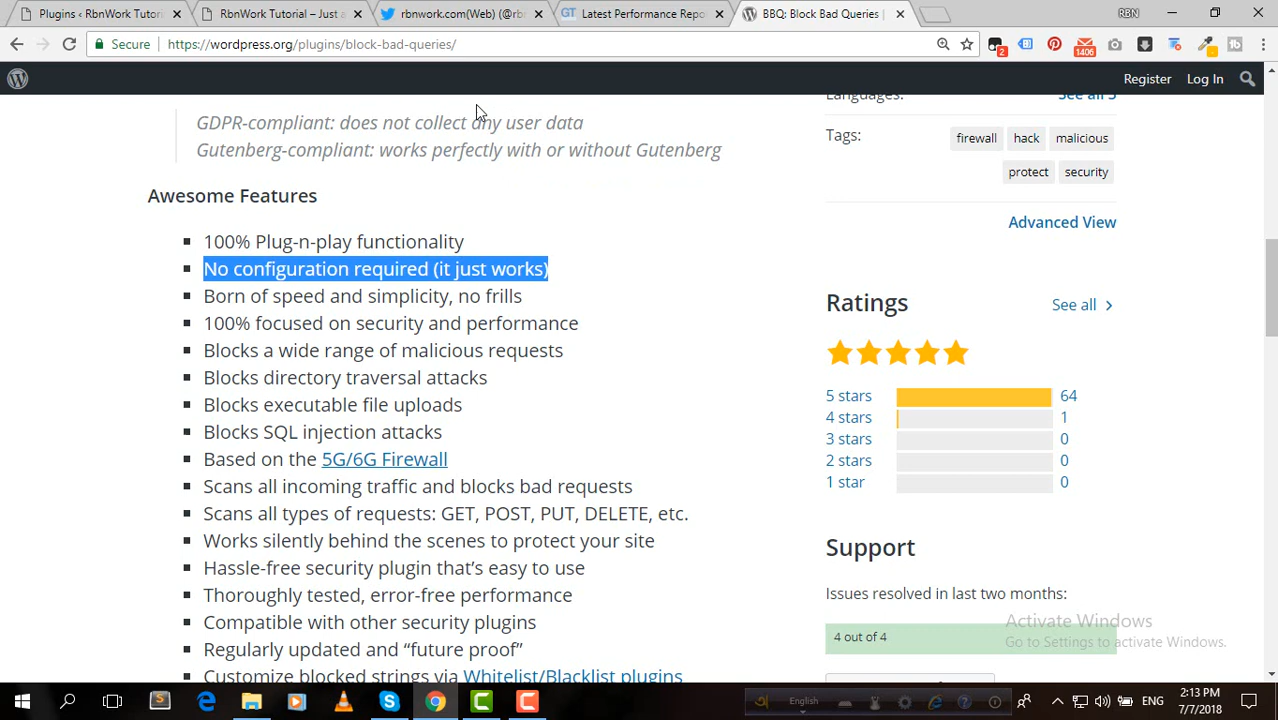 RbnWork Tutorial – Just a
rbnwork.com(Web) (@rb
Latest Performance Repo
BBQ: Block Bad Queries |
RBN
Plugins ‹ RbnWork Tutor
Secure
https://wordpress.org/plugins/block-bad-queries/
2
1406
Register
Log In
GDPR-compliant: does not collect any user data
Gutenberg-compliant: works perfectly with or without Gutenberg
Awesome Features
100% Plug-n-play functionality
No configuration required (it just works)
Born of speed and simplicity, no frills
100% focused on security and performance
Blocks a wide range of malicious requests
Blocks directory traversal attacks
Blocks executable file uploads
Blocks SQL injection attacks
Based on the 5G/6G Firewall
Scans all incoming traffic and blocks bad requests
Scans all types of requests: GET, POST, PUT, DELETE, etc.
Works silently behind the scenes to protect your site
Hassle-free security plugin that's easy to use
Thoroughly tested, error-free performance
Compatible with other security plugins
Regularly updated and “future proof”
Customize blocked strings via Whitelist/Blacklist plugins
Languages: See all 5
Tags: firewall hack malicious
protect security
Advanced View
Ratings See all
5 stars 64
4 stars 1
3 stars 0
2 stars 0
1 star 0
Support
Issues resolved in last two months:
4 out of 4
Activate Windows
Go to Settings to activate Windows.
English
ENG
2:13 PM
7/7/2018